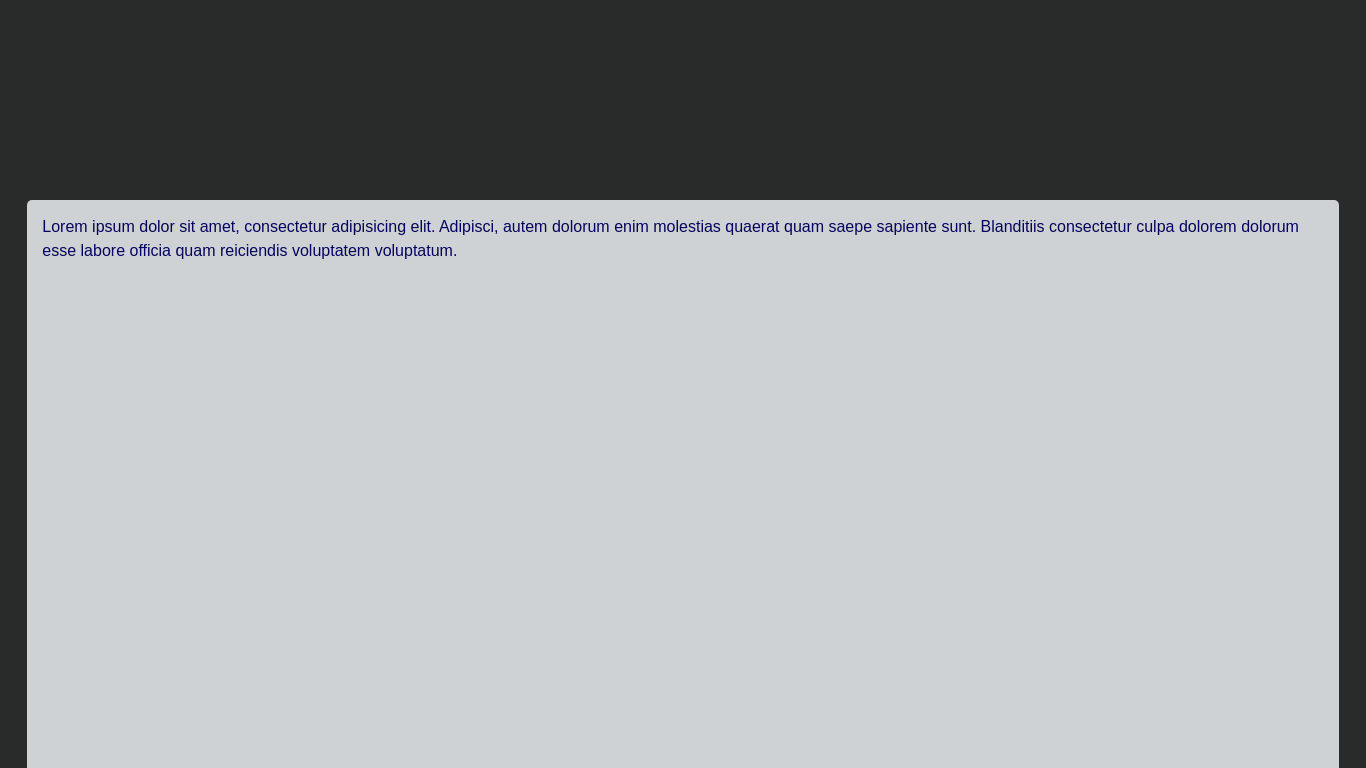 Lorem ipsum dolor sit amet, consectetur adipisicing elit. Adipisci, autem dolorum enim molestias quaerat quam saepe sapiente sunt. Blanditiis consectetur culpa dolorem dolorum
esse labore officia quam reiciendis voluptatem voluptatum.